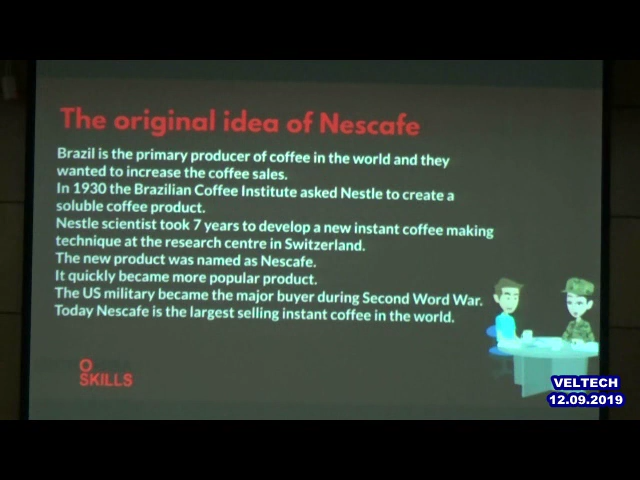 The original idea of Nescafe
Brazil is the primary producer of coffee in the world and they
wanted to increase the coffee sales.
In 1930 the Brazilian Coffee Institute asked Nestle to create a
soluble coffee product.
Nestle scientist took 7 years to develop a new instant coffee making
technique at the research centre in Switzerland.
The new product was named as Nescafe.
It quickly became more popular product.
The US military became the major buyer during Second Word War.
Today Nescafe is the largest selling instant coffee in the world.
SKILLS
VELTECH
12.09.2019